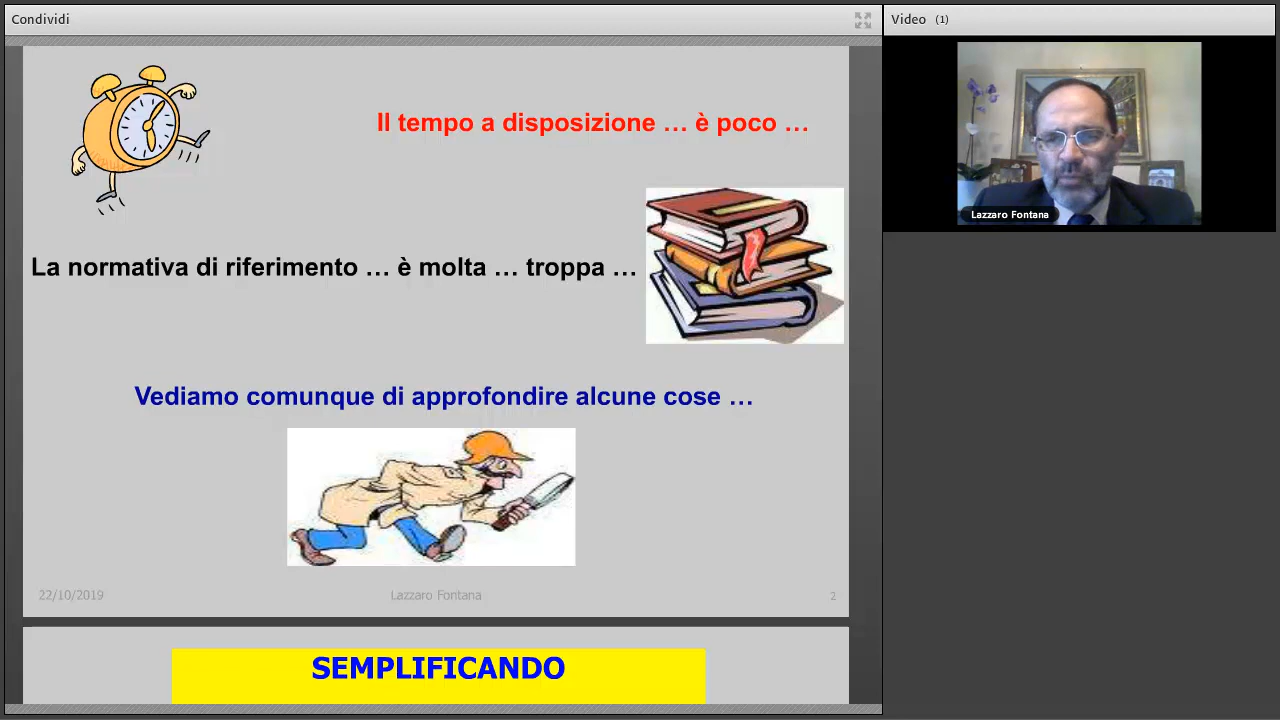 Condividi
Video (1)
Il tempo a disposizione … è poco …
Lazzaro Fontana
La normativa di riferimento … è molta … troppa …
Vediamo comunque di approfondire alcune cose …
22/10/2019
Lazzaro Fontana
2
SEMPLIFICANDO